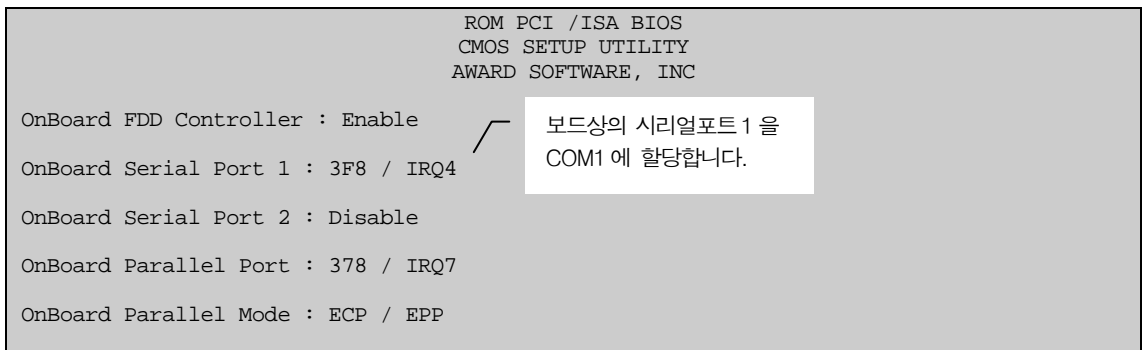 ROM PCI /ISA BIOS
CMOS SETUP UTILITY
AWARD SOFTWARE, INC
OnBoard FDD Controller : Enable
보드상의 시리얼포트 1 을
COM1 에 할당합니다.
OnBoard Serial Port 1 : 3F8 / IRQ4
OnBoard Serial Port 2 : Disable
OnBoard Parallel Port : 378 / IRQ7
OnBoard Parallel Mode : ECP / EPP